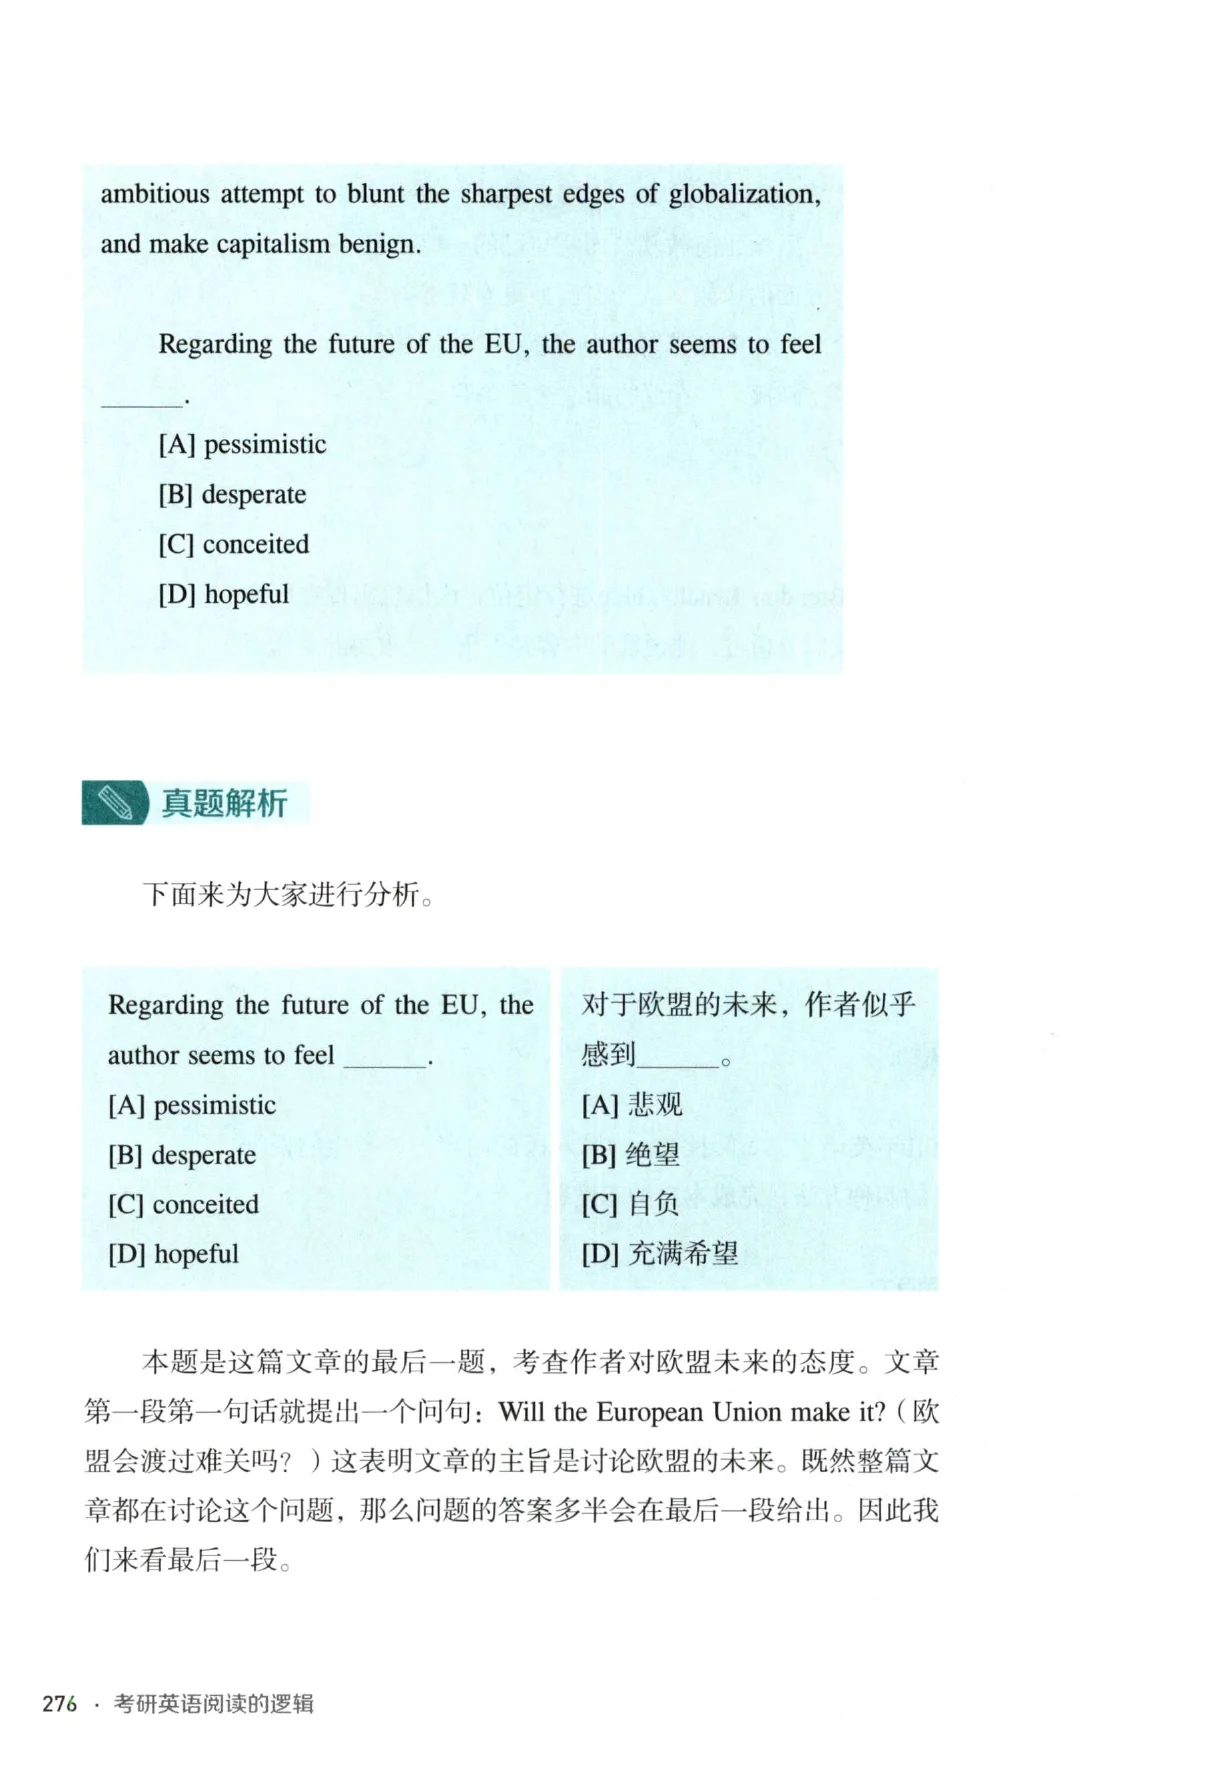 ambitious attempt to blunt the sharpest edges of globalization,
and make capitalism benign.
Regarding the future of the EU, the author seems to feel
______.
[A] pessimistic
[B] desperate
[C] conceited
[D] hopeful
真题解析
下面来为大家进行分析。
Regarding the future of the EU, the
author seems to feel ______.
[A] pessimistic
[B] desperate
[C] conceited
[D] hopeful
对于欧盟的未来，作者似乎
感到______。
[A] 悲观
[B] 绝望
[C] 自负
[D] 充满希望
本题是这篇文章的最后一题，考查作者对欧盟未来的态度。文章
第一段第一句话就提出一个问句：Will the European Union make it?（欧
盟会渡过难关吗？）这表明文章的主旨是讨论欧盟的未来。既然整篇文
章都在讨论这个问题，那么问题的答案多半会在最后一段给出。因此我
们来看最后一段。
276 · 考研英语阅读的逻辑